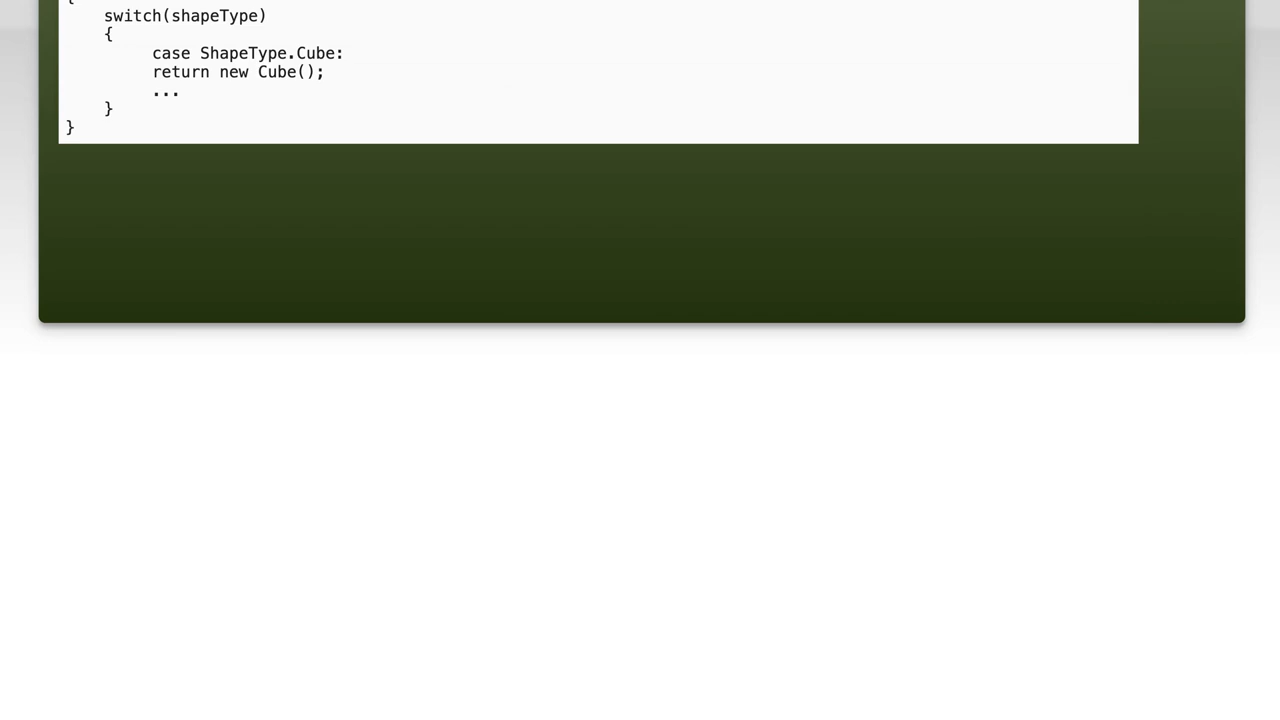 {
switch(shapeType)
{
case ShapeType.Cube:
return new Cube();
...
}
}